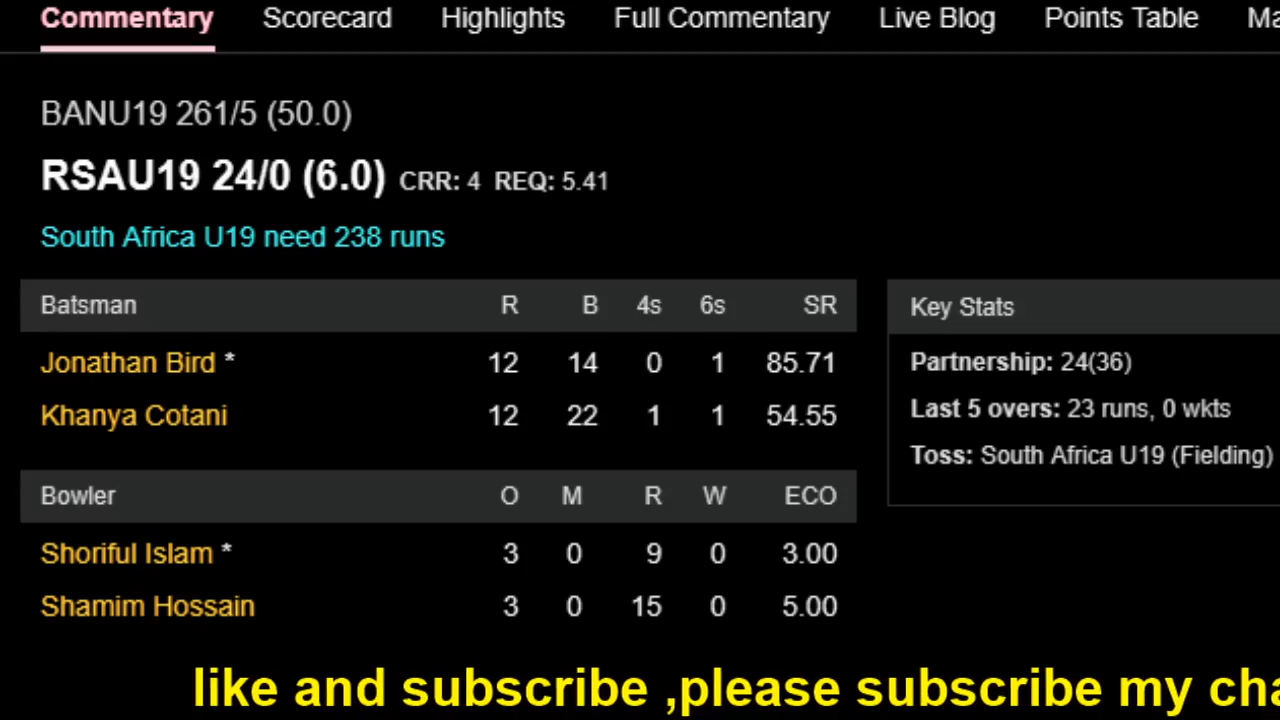 Commentary Scorecard Highlights Full Commentary Live Blog Points Table
BANU19 261/5 (50.0)
RSAU19 24/0 (6.0) CRR: 4 REQ: 5.41
South Africa U19 need 238 runs
Batsman R B 4s 6s SR
Jonathan Bird * 12 14 0 1 85.71
Khanya Cotani 12 22 1 1 54.55
Bowler O M R W ECO
Shoriful Islam * 3 0 9 0 3.00
Shamim Hossain 3 0 15 0 5.00
Key Stats
Partnership: 24(36)
Last 5 overs: 23 runs, 0 wkts
Toss: South Africa U19 (Fielding)
like and subscribe ,please subscribe my